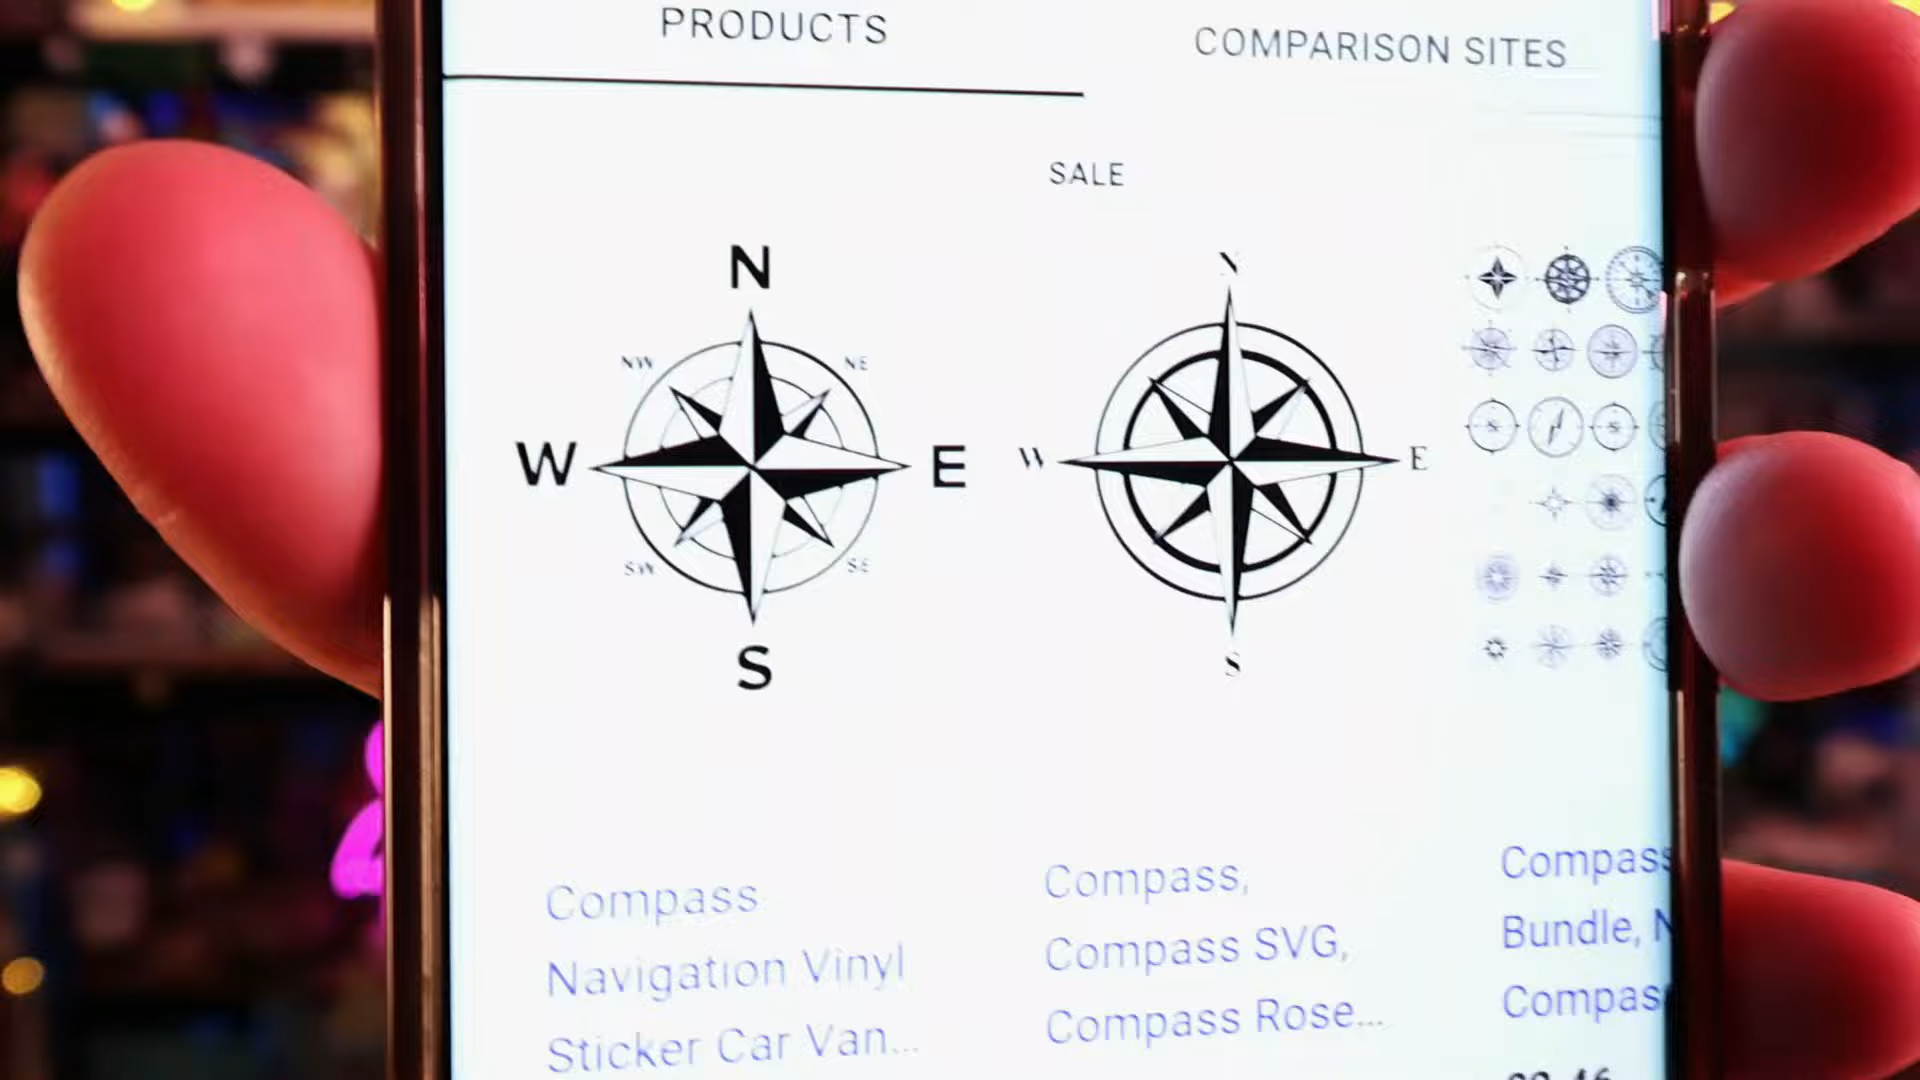 PRODUCTS
COMPARISON SITES
SALE
N
NW NE
W E
SW SE
S
N
W E
S
Compass
Navigation Vinyl
Sticker Car Van...
Compass,
Compass SVG,
Compass Rose...
Compass
Bundle, N
Compas